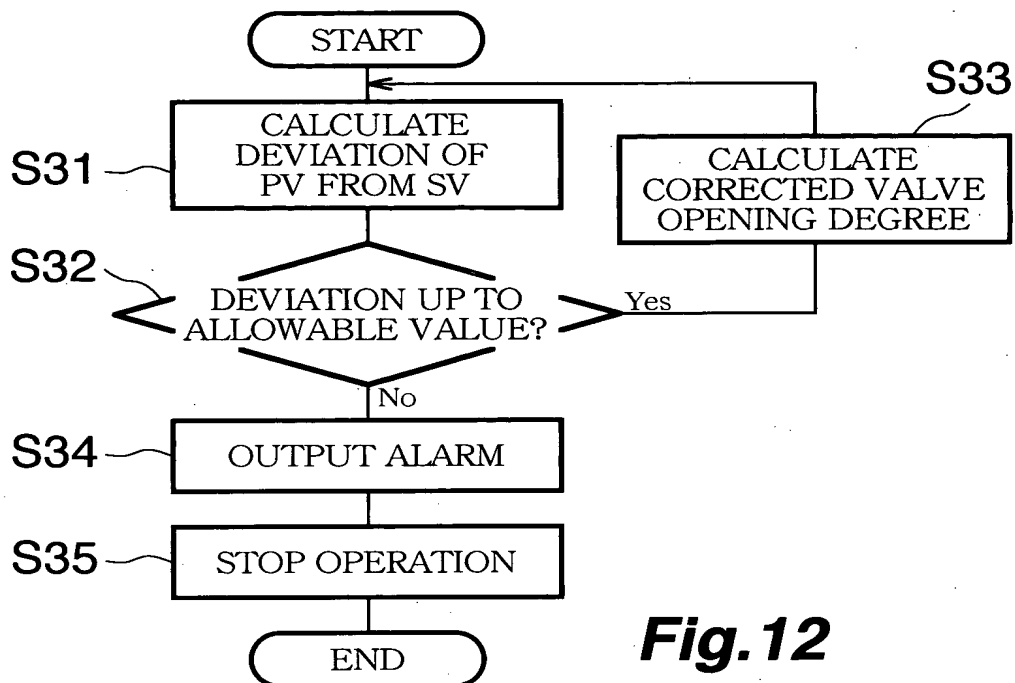 START
S31
CALCULATE
DEVIATION OF
PV FROM SV
S33
CALCULATE
CORRECTED VALVE
OPENING DEGREE
S32
DEVIATION UP TO
ALLOWABLE VALUE?
Yes
No
S34
OUTPUT ALARM
S35
STOP OPERATION
END
Fig.12